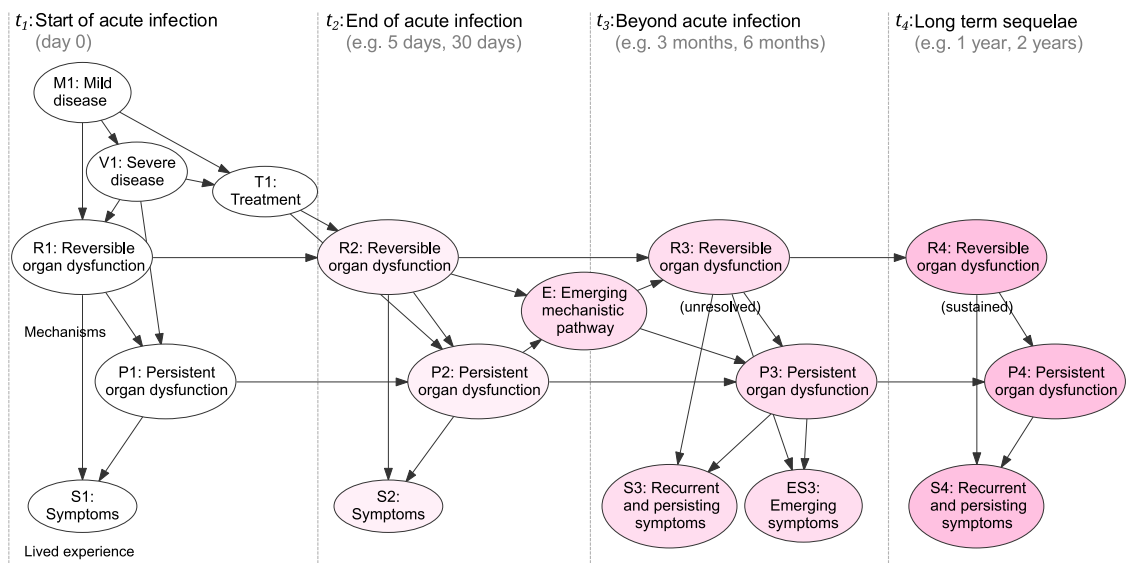 t₁:Start of acute infection
(day 0)
t₂:End of acute infection
(e.g. 5 days, 30 days)
t₃:Beyond acute infection
(e.g. 3 months, 6 months)
t₄:Long term sequelae
(e.g. 1 year, 2 years)
M1: Mild
disease
V1: Severe
disease
T1:
Treatment
R1: Reversible
organ dysfunction
R2: Reversible
organ dysfunction
E: Emerging
mechanistic
pathway
R3: Reversible
organ dysfunction
(unresolved)
R4: Reversible
organ dysfunction
(sustained)
Mechanisms
P1: Persistent
organ dysfunction
P2: Persistent
organ dysfunction
P3: Persistent
organ dysfunction
P4: Persistent
organ dysfunction
S1:
Symptoms
S2:
Symptoms
S3: Recurrent
and persisting
symptoms
ES3:
Emerging
symptoms
S4: Recurrent
and persisting
symptoms
Lived experience